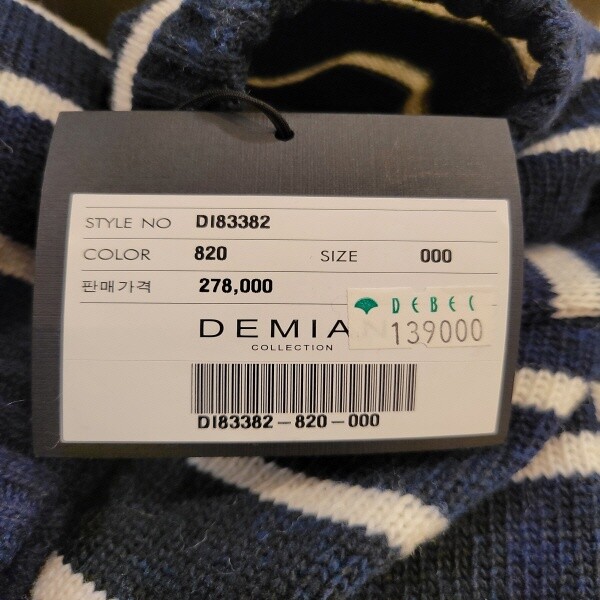 STYLE NO DI83382
COLOR 820 SIZE 000
판매가격 278,000
DEBEC
139000
DEMIAN
COLLECTION
DI83382-820-000